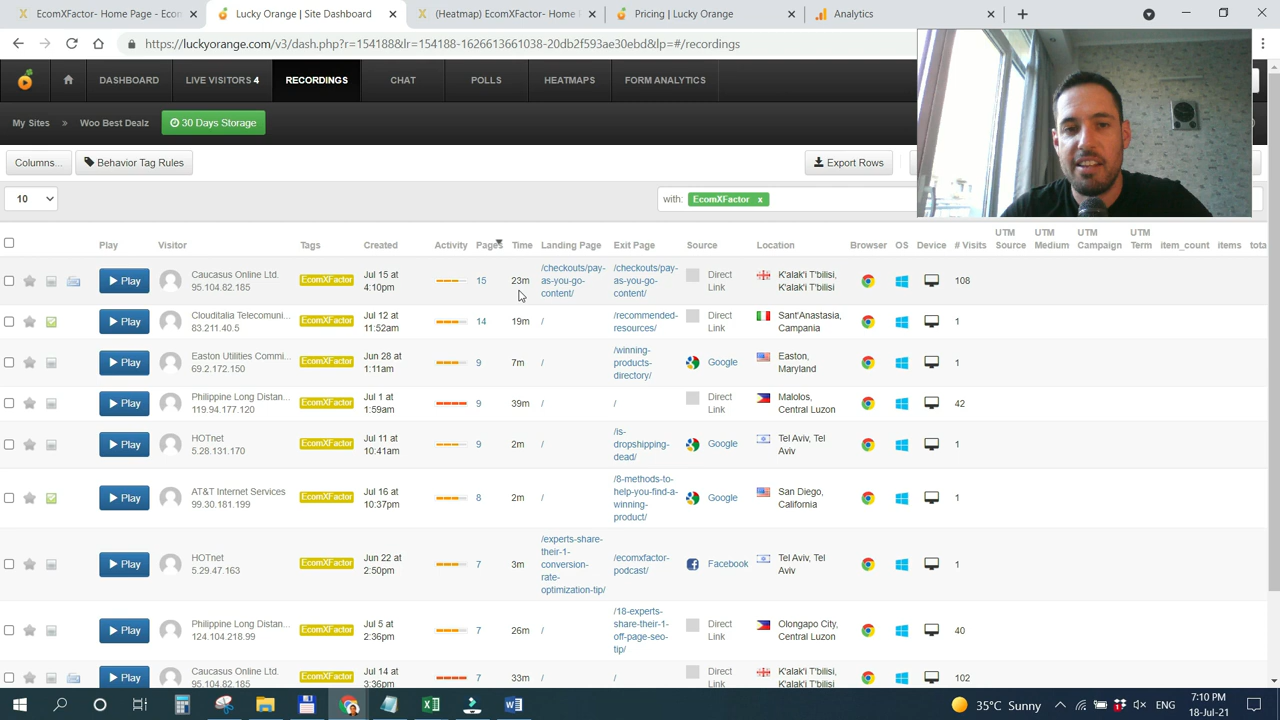 (PoC) EcomXFactor - Ecom
Lucky Orange | Site Dashboard
(Heatmap) EcomXFactor - Home
Pricing | Lucky Orange
Analytics
https://luckyorange.com/v3/dash.php?r=154188&l=154188-1626613661038-20db2f593ae30ebd&lp=#/recordings
DASHBOARD LIVE VISITORS 4 RECORDINGS CHAT POLLS HEATMAPS FORM ANALYTICS
My Sites » Woo Best Dealz 30 Days Storage
Columns... Behavior Tag Rules Export Rows
10 with: EcomXFactor x
Play Visitor Tags Created Activity Pages Time Landing Page Exit Page Source Location Browser OS Device # Visits UTM Source UTM Medium UTM Campaign UTM Term item_count items tota
Play Caucasus Online Ltd. 95.104.82.185 EcomXFactor Jul 15 at 4:10pm 15 23m /checkouts/pay-as-you-go-content/ /checkouts/pay-as-you-go-content/ Direct Link K'alak'i T'bilisi, K'alak'i T'bilisi 108
Play Clouditalia Telecomuni... 83.211.40.5 EcomXFactor Jul 12 at 11:52am 14 19m / /recommended-resources/ Direct Link Sant'Anastasia, Campania 1
Play Easton Utilities Commi... 69.2.172.150 EcomXFactor Jun 28 at 1:11am 9 7m / /winning-products-directory/ Google Easton, Maryland 1
Play Philippine Long Distan... 119.94.177.120 EcomXFactor Jul 1 at 1:59am 9 39m / / Direct Link Malolos, Central Luzon 42
Play HOTnet 5.28.131.170 EcomXFactor Jul 11 at 10:41am 9 2m / /is-dropshipping-dead/ Google Tel Aviv, Tel Aviv 1
Play AT&T Internet Services 99.30.181.199 EcomXFactor Jul 16 at 10:37pm 8 2m / /8-methods-to-help-you-find-a-winning-product/ Google San Diego, California 1
Play HOTnet 5.29.47.163 EcomXFactor Jun 22 at 2:50pm 7 3m /experts-share-their-1-conversion-rate-optimization-tip/ /ecomxfactor-podcast/ Facebook Tel Aviv, Tel Aviv 1
Play Philippine Long Distan... 124.104.218.99 EcomXFactor Jul 5 at 2:36pm 7 26m / /18-experts-share-their-1-off-page-seo-tip/ Direct Link Olongapo City, Central Luzon 40
Play Caucasus Online Ltd. 95.104.82.185 EcomXFactor Jul 14 at 3:36pm 7 33m / / Direct Link K'alak'i T'bilisi, K'alak'i T'bilisi 102
35°C Sunny ENG 7:10 PM
18-Jul-21